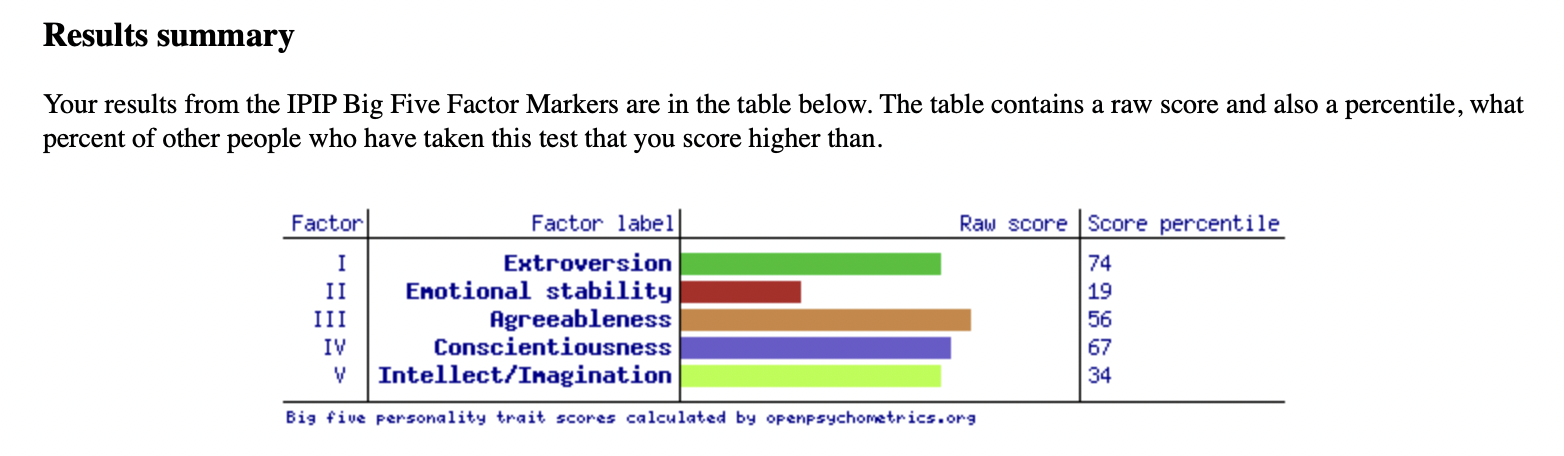 Results summary
Your results from the IPIP Big Five Factor Markers are in the table below. The table contains a raw score and also a percentile, what
percent of other people who have taken this test that you score higher than.
Factor Factor label Raw score Score percentile
I Extroversion 74
II Emotional stability 19
III Agreeableness 56
IV Conscientiousness 67
V Intellect/Imagination 34
Big five personality trait scores calculated by openpsychometrics.org